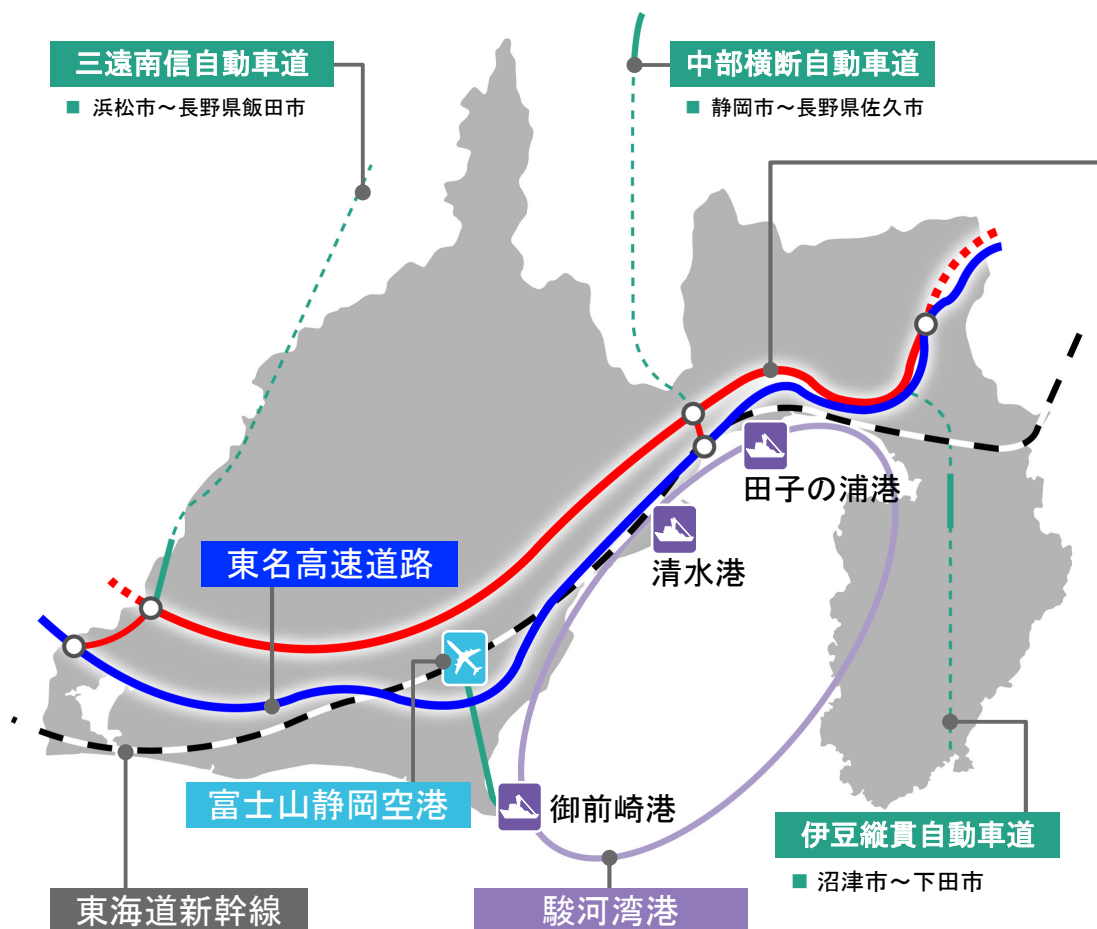 三遠南信自動車道
浜松市～長野県飯田市
中部横断自動車道
静岡市～長野県佐久市
田子の浦港
清水港
東名高速道路
富士山静岡空港
御前崎港
伊豆縦貫自動車道
沼津市～下田市
東海道新幹線
駿河湾港